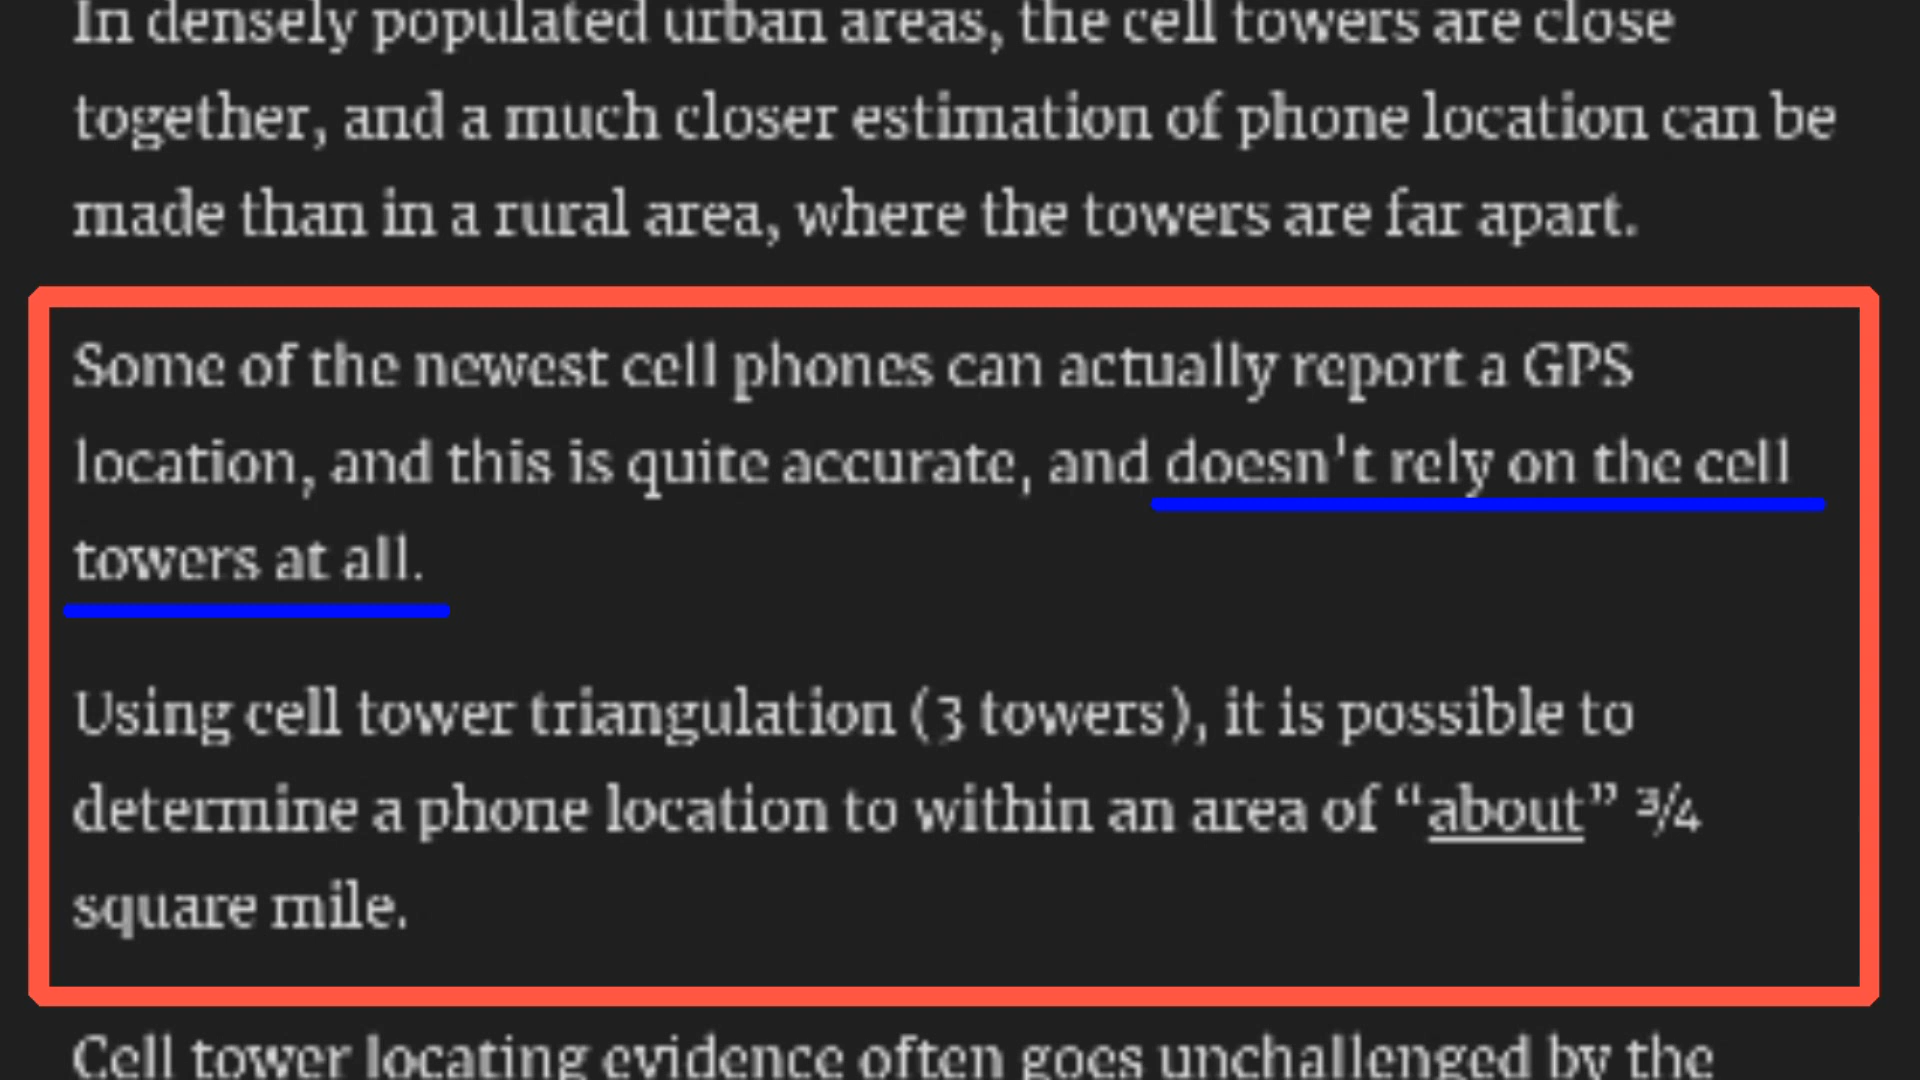 In densely populated urban areas, the cell towers are close
together, and a much closer estimation of phone location can be
made than in a rural area, where the towers are far apart.
Some of the newest cell phones can actually report a GPS
location, and this is quite accurate, and doesn't rely on the cell
towers at all.
Using cell tower triangulation (3 towers), it is possible to
determine a phone location to within an area of “about” ¾
square mile.
Cell tower locating evidence often goes unchallenged by the